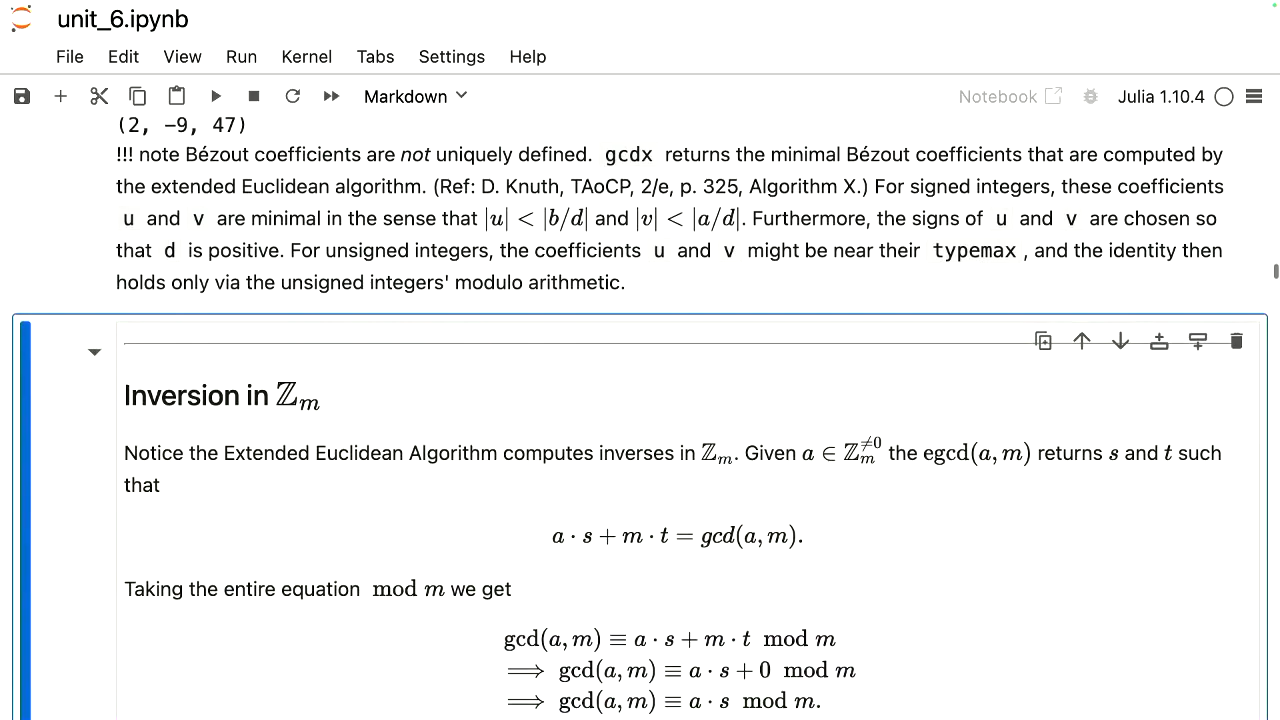 unit_6.ipynb
File Edit View Run Kernel Tabs Settings Help
Markdown Notebook Julia 1.10.4
(2, -9, 47)
!!! note Bézout coefficients are not uniquely defined. gcdx returns the minimal Bézout coefficients that are computed by
the extended Euclidean algorithm. (Ref: D. Knuth, TAoCP, 2/e, p. 325, Algorithm X.) For signed integers, these coefficients
u and v are minimal in the sense that |u| < |b/d| and |v| < |a/d|. Furthermore, the signs of u and v are chosen so
that d is positive. For unsigned integers, the coefficients u and v might be near their typemax, and the identity then
holds only via the unsigned integers' modulo arithmetic.
Inversion in ℤₘ
Notice the Extended Euclidean Algorithm computes inverses in ℤₘ. Given a ∈ ℤₘ^{≠0} the egcd(a, m) returns s and t such
that
a · s + m · t = gcd(a, m).
Taking the entire equation mod m we get
gcd(a, m) ≡ a · s + m · t mod m
⟹ gcd(a, m) ≡ a · s + 0 mod m
⟹ gcd(a, m) ≡ a · s mod m.